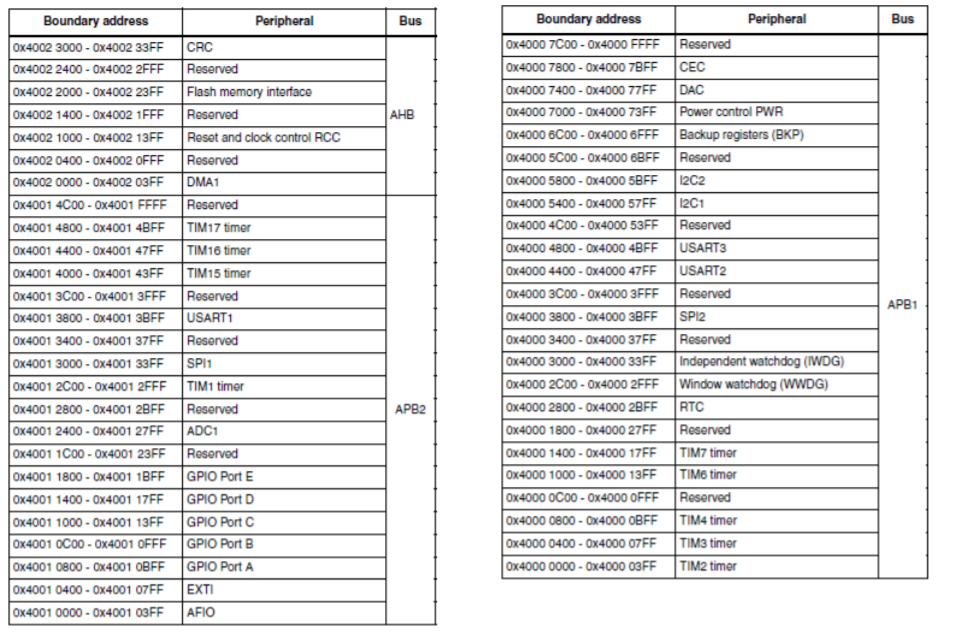 Boundary address Peripheral Bus
0x4002 3000 - 0x4002 33FF CRC
0x4002 2400 - 0x4002 2FFF Reserved
0x4002 2000 - 0x4002 23FF Flash memory interface
0x4002 1400 - 0x4002 1FFF Reserved AHB
0x4002 1000 - 0x4002 13FF Reset and clock control RCC
0x4002 0400 - 0x4002 0FFF Reserved
0x4002 0000 - 0x4002 03FF DMA1
0x4001 4C00 - 0x4001 FFFF Reserved
0x4001 4800 - 0x4001 4BFF TIM17 timer
0x4001 4400 - 0x4001 47FF TIM16 timer
0x4001 4000 - 0x4001 43FF TIM15 timer
0x4001 3C00 - 0x4001 3FFF Reserved
0x4001 3800 - 0x4001 3BFF USART1
0x4001 3400 - 0x4001 37FF Reserved
0x4001 3000 - 0x4001 33FF SPI1
0x4001 2C00 - 0x4001 2FFF TIM1 timer
0x4001 2800 - 0x4001 2BFF Reserved APB2
0x4001 2400 - 0x4001 27FF ADC1
0x4001 1C00 - 0x4001 23FF Reserved
0x4001 1800 - 0x4001 1BFF GPIO Port E
0x4001 1400 - 0x4001 17FF GPIO Port D
0x4001 1000 - 0x4001 13FF GPIO Port C
0x4001 0C00 - 0x4001 0FFF GPIO Port B
0x4001 0800 - 0x4001 0BFF GPIO Port A
0x4001 0400 - 0x4001 07FF EXTI
0x4001 0000 - 0x4001 03FF AFIO
Boundary address Peripheral Bus
0x4000 7C00 - 0x4000 FFFF Reserved
0x4000 7800 - 0x4000 7BFF CEC
0x4000 7400 - 0x4000 77FF DAC
0x4000 7000 - 0x4000 73FF Power control PWR
0x4000 6C00 - 0x4000 6FFF Backup registers (BKP)
0x4000 5C00 - 0x4000 6BFF Reserved
0x4000 5800 - 0x4000 5BFF I2C2
0x4000 5400 - 0x4000 57FF I2C1
0x4000 4C00 - 0x4000 53FF Reserved
0x4000 4800 - 0x4000 4BFF USART3
0x4000 4400 - 0x4000 47FF USART2
0x4000 3C00 - 0x4000 3FFF Reserved
APB1
0x4000 3800 - 0x4000 3BFF SPI2
0x4000 3400 - 0x4000 37FF Reserved
0x4000 3000 - 0x4000 33FF Independent watchdog (IWDG)
0x4000 2C00 - 0x4000 2FFF Window watchdog (WWDG)
0x4000 2800 - 0x4000 2BFF RTC
0x4000 1800 - 0x4000 27FF Reserved
0x4000 1400 - 0x4000 17FF TIM7 timer
0x4000 1000 - 0x4000 13FF TIM6 timer
0x4000 0C00 - 0x4000 0FFF Reserved
0x4000 0800 - 0x4000 0BFF TIM4 timer
0x4000 0400 - 0x4000 07FF TIM3 timer
0x4000 0000 - 0x4000 03FF TIM2 timer